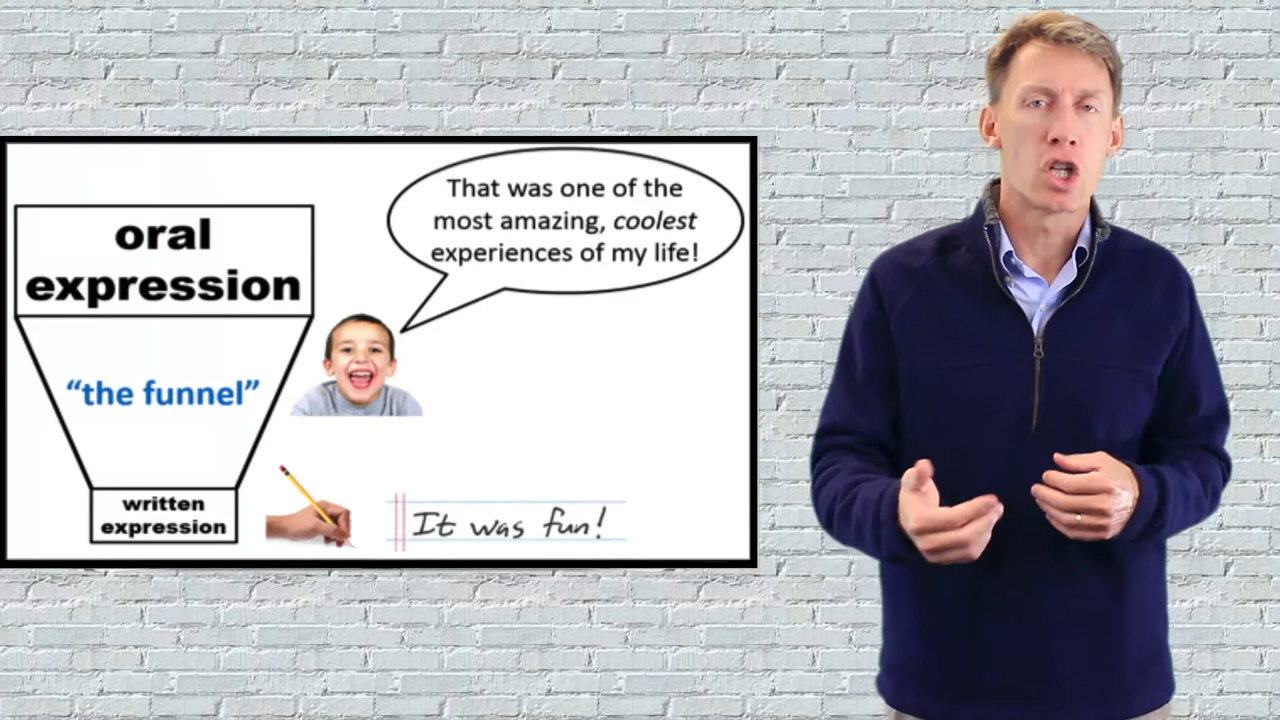 oral
expression
“the funnel”
written
expression
That was one of the
most amazing, coolest
experiences of my life!
It was fun!